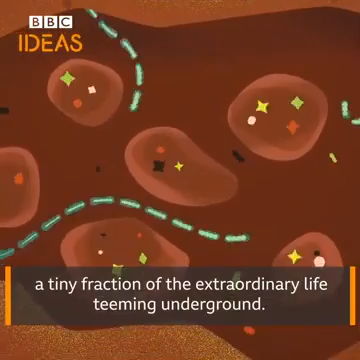 BBC
IDEAS
a tiny fraction of the extraordinary life
teeming underground.